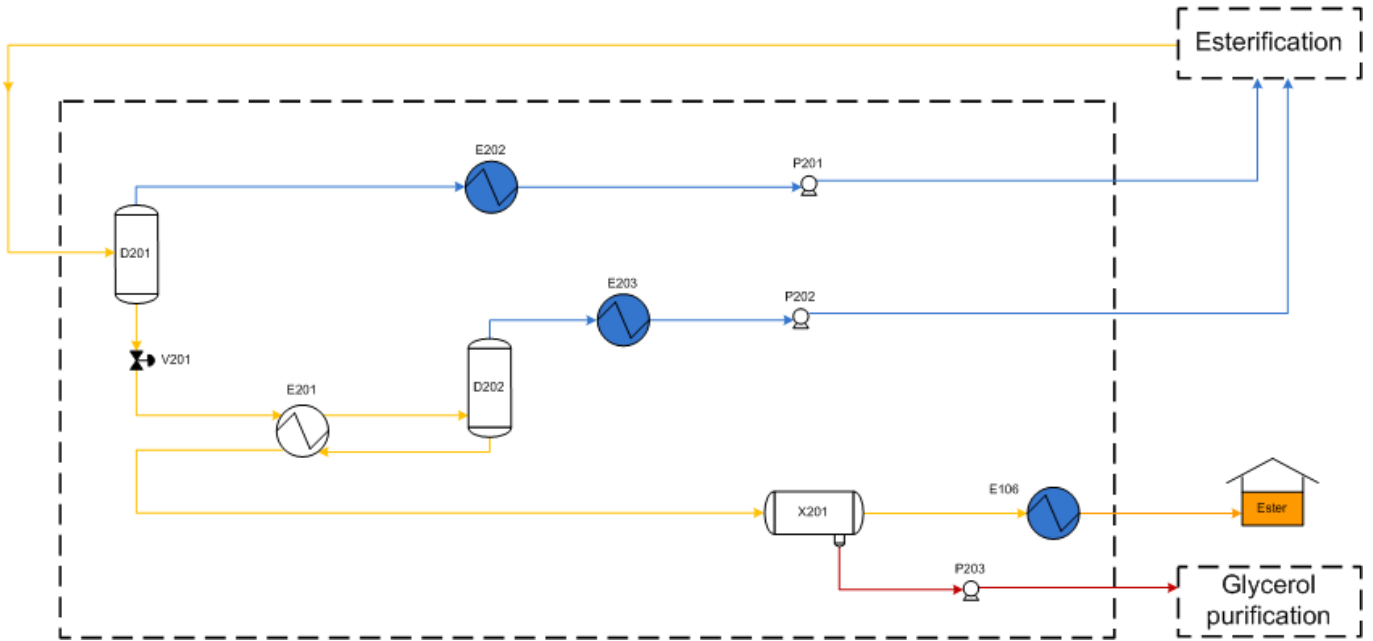 Esterification
E202
P201
D201
E203
P202
V201
E201
D202
E106
X201
Ester
P203
Glycerol
purification